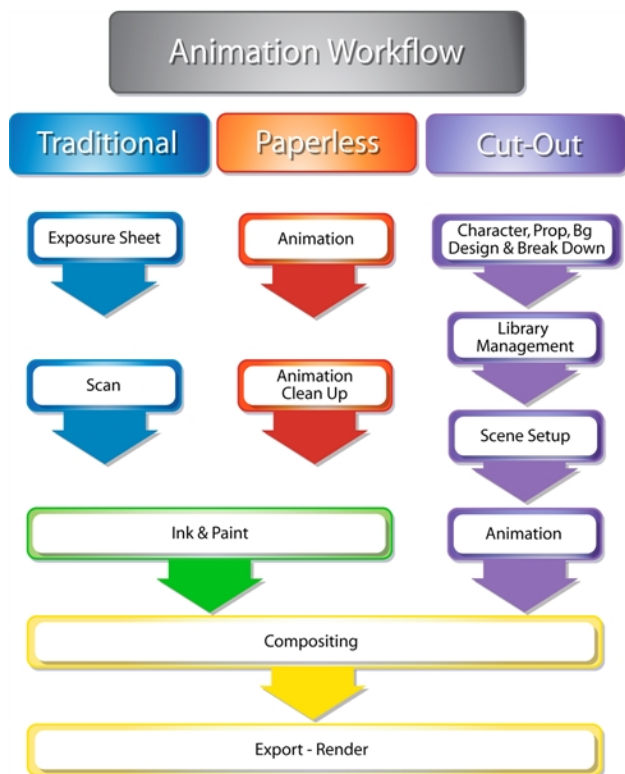 Animation Workflow
Traditional
Paperless
Cut-Out
Exposure Sheet
Animation
Character, Prop, Bg
Design & Break Down
Library
Management
Scan
Animation
Clean Up
Scene Setup
Ink & Paint
Animation
Compositing
Export - Render